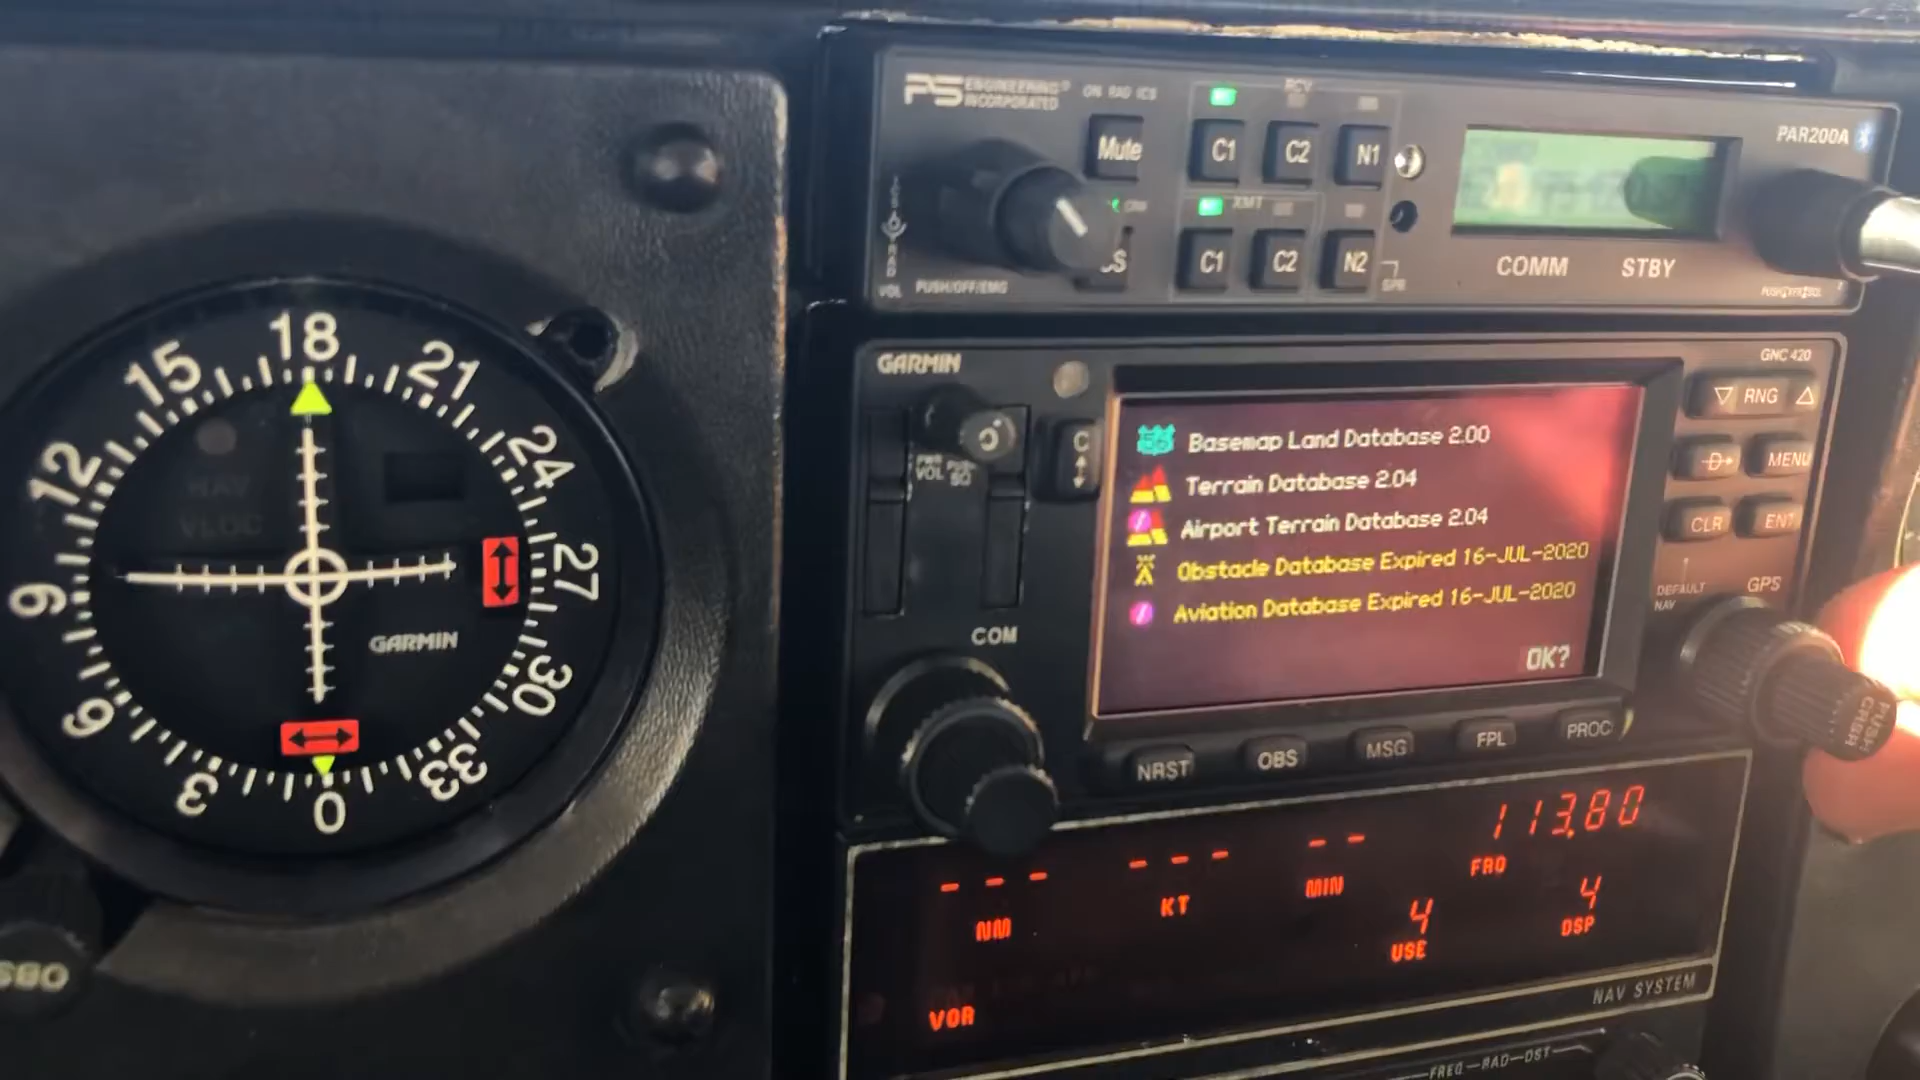 PS ENGINEERING INCORPORATED
ON RAD ICS
RCV
PAR200A
Mute
C1
C2
N1
XMT
C1
C2
N2
COMM
STBY
VOL
PUSH/OFF/EMG
GARMIN
GNC 420
RNG
MENU
CLR
ENT
DEFAULT
NAV
GPS
PUSH
CRSR
PWR
VOL
C
COM
Basemap Land Database 2.00
Terrain Database 2.04
Airport Terrain Database 2.04
Obstacle Database Expired 16-JUL-2020
Aviation Database Expired 16-JUL-2020
OK?
NRST
OBS
MSG
FPL
PROC
113.80
FRQ
--- NM
--- KT
-- MIN
4
USE
4
DSP
VOR
NAV SYSTEM
FREQ—RAD—DST
18
21
24
27
30
33
0
3
6
9
12
15
NAV
VLOC
GARMIN
OBS